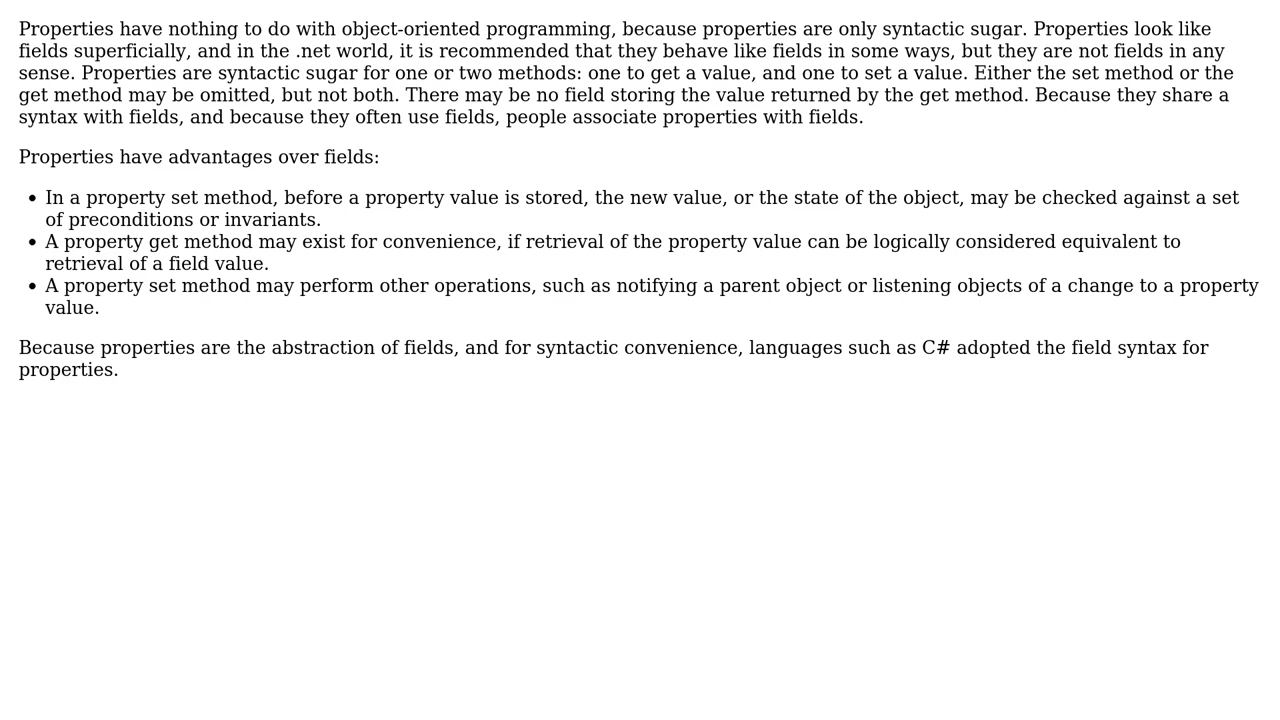 Properties have nothing to do with object-oriented programming, because properties are only syntactic sugar. Properties look like
fields superficially, and in the .net world, it is recommended that they behave like fields in some ways, but they are not fields in any
sense. Properties are syntactic sugar for one or two methods: one to get a value, and one to set a value. Either the set method or the
get method may be omitted, but not both. There may be no field storing the value returned by the get method. Because they share a
syntax with fields, and because they often use fields, people associate properties with fields.
Properties have advantages over fields:
• In a property set method, before a property value is stored, the new value, or the state of the object, may be checked against a set
of preconditions or invariants.
• A property get method may exist for convenience, if retrieval of the property value can be logically considered equivalent to
retrieval of a field value.
• A property set method may perform other operations, such as notifying a parent object or listening objects of a change to a property
value.
Because properties are the abstraction of fields, and for syntactic convenience, languages such as C# adopted the field syntax for
properties.